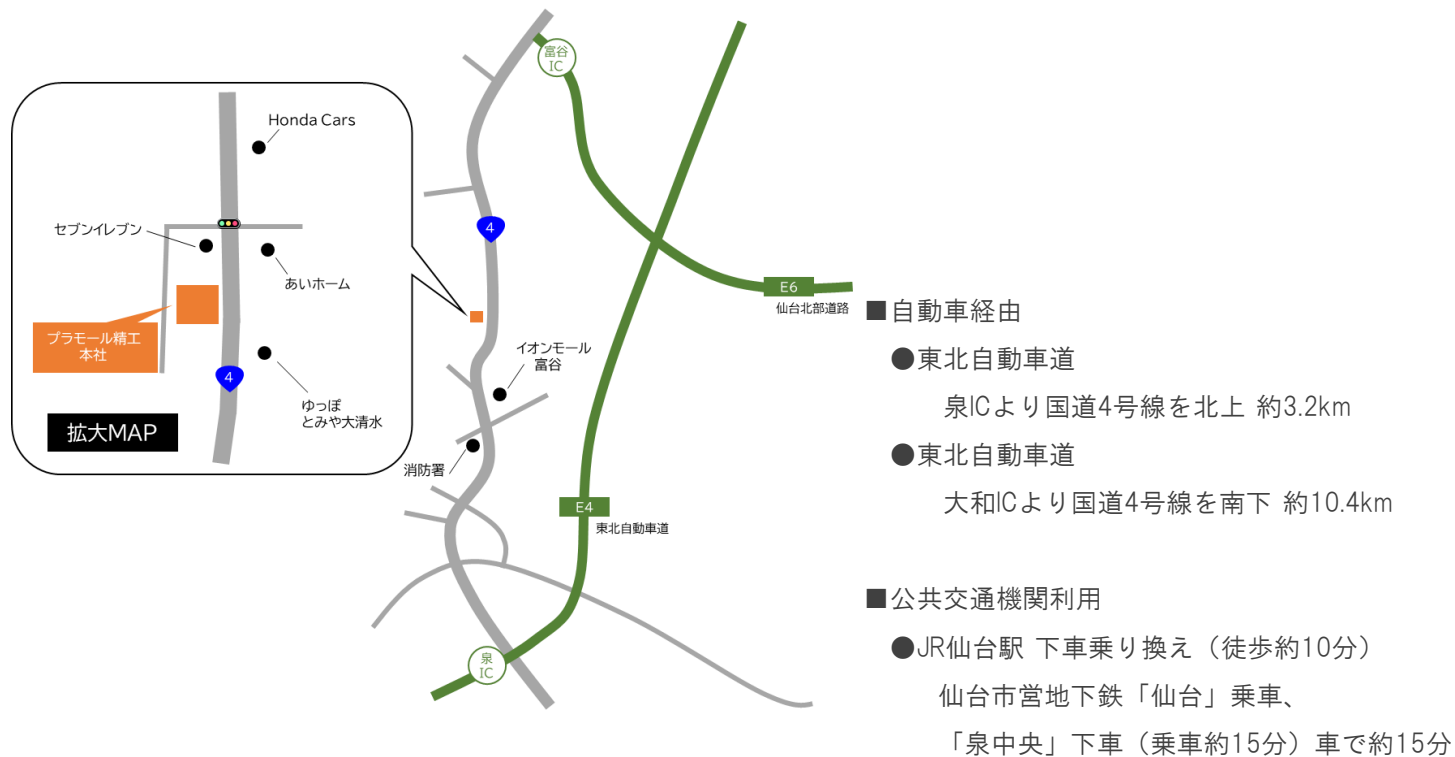 Honda Cars
セブンイレブン
あいホーム
プラモール精工
本社
4
ゆっぽ
とみや大清水
拡大MAP
富谷
IC
4
E6
仙台北部道路
イオンモール
富谷
消防署
E4
東北自動車道
泉
IC
■自動車経由
●東北自動車道
泉ICより国道4号線を北上 約3.2km
●東北自動車道
大和ICより国道4号線を南下 約10.4km
■公共交通機関利用
●JR仙台駅 下車乗り換え（徒歩約10分）
仙台市営地下鉄「仙台」乗車、
「泉中央」下車（乗車約15分）車で約15分